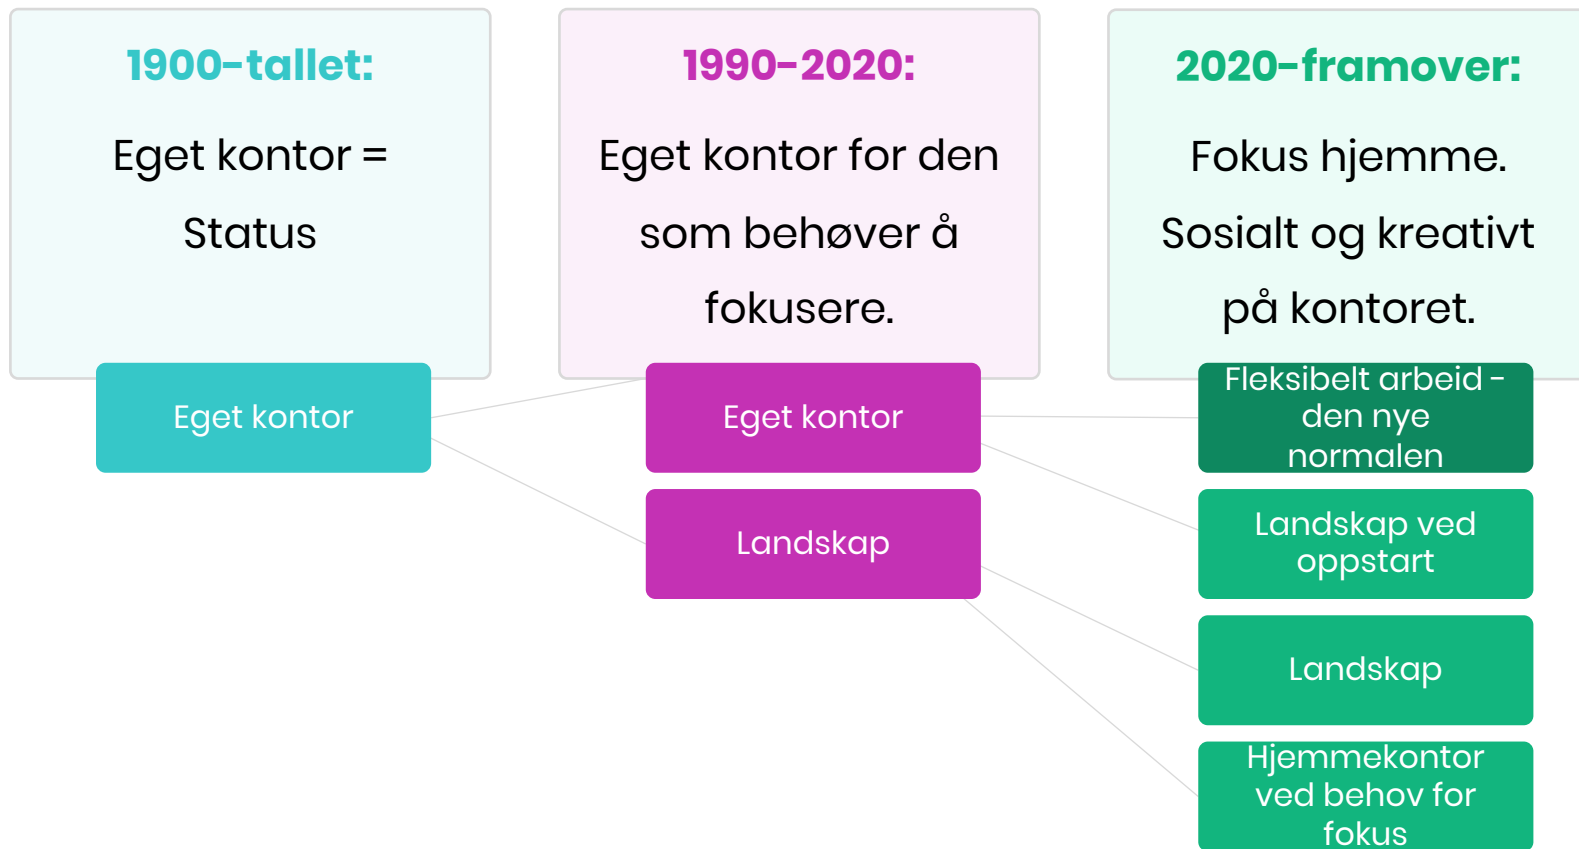 1900-tallet:
Eget kontor =
Status
1990-2020:
Eget kontor for den
som behøver å
fokusere.
2020-framover:
Fokus hjemme.
Sosialt og kreativt
på kontoret.
Eget kontor
Eget kontor
Landskap
Fleksibelt arbeid -
den nye
normalen
Landskap ved
oppstart
Landskap
Hjemmekontor
ved behov for
fokus